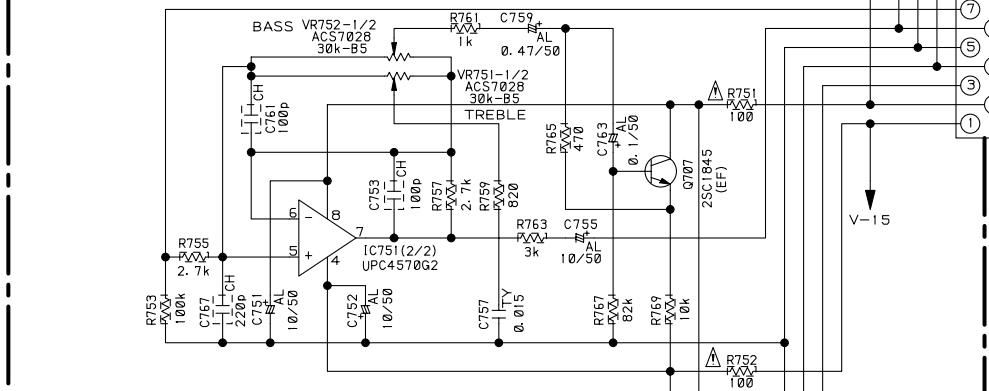 BASS
VR752-1/2
ACS7028
30k-B5
R761
1k
C759
+
AL
0.47/50
7
5
3
1
VR751-1/2
ACS7028
30k-B5
TREBLE
⚠
R751
100
CH
C761
100p
R765
470
C763
+
AL
0.1/50
Q707
2SC1845
(EF)
C753
CH
100p
R757
2.7k
R759
820
V-15
6
-
8
7
5
+
4
IC751(2/2)
UPC4570G2
R763
3k
C755
+
AL
10/50
R755
2.7k
R753
100k
C767
CH
220p
C751
+
AL
10/50
C752
+
AL
10/50
C757
TY
0.015
R767
82k
R769
10k
⚠
R752
100